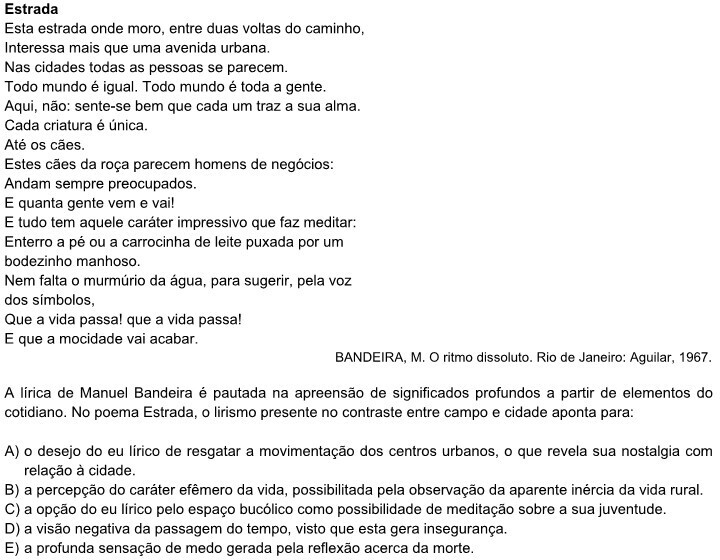 Estrada
Esta estrada onde moro, entre duas voltas do caminho,
Interessa mais que uma avenida urbana.
Nas cidades todas as pessoas se parecem.
Todo mundo é igual. Todo mundo é toda a gente.
Aqui, não: sente-se bem que cada um traz a sua alma.
Cada criatura é única.
Até os cães.
Estes cães da roça parecem homens de negócios:
Andam sempre preocupados.
E quanta gente vem e vai!
E tudo tem aquele caráter impressivo que faz meditar:
Enterro a pé ou a carrocinha de leite puxada por um
bodezinho manhoso.
Nem falta o murmúrio da água, para sugerir, pela voz
dos símbolos,
Que a vida passa! que a vida passa!
E que a mocidade vai acabar.
BANDEIRA, M. O ritmo dissoluto. Rio de Janeiro: Aguilar, 1967.
A lírica de Manuel Bandeira é pautada na apreensão de significados profundos a partir de elementos do
cotidiano. No poema Estrada, o lirismo presente no contraste entre campo e cidade aponta para:
A) o desejo do eu lírico de resgatar a movimentação dos centros urbanos, o que revela sua nostalgia com
relação à cidade.
B) a percepção do caráter efêmero da vida, possibilitada pela observação da aparente inércia da vida rural.
C) a opção do eu lírico pelo espaço bucólico como possibilidade de meditação sobre a sua juventude.
D) a visão negativa da passagem do tempo, visto que esta gera insegurança.
E) a profunda sensação de medo gerada pela reflexão acerca da morte.